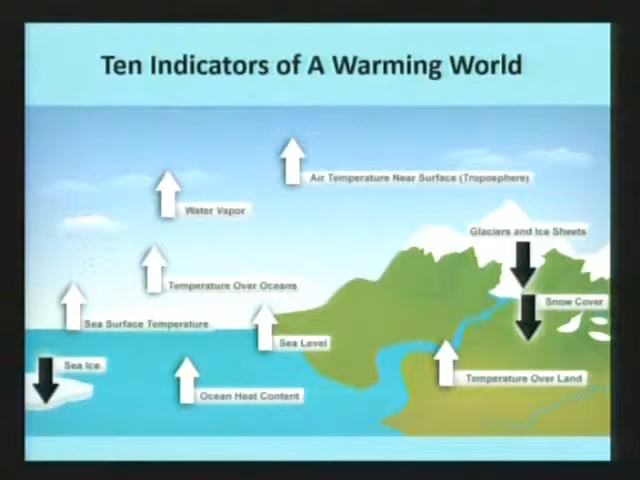 Ten Indicators of A Warming World
Air Temperature Near Surface (Troposphere)
Water Vapor
Glaciers and Ice Sheets
Temperature Over Oceans
Snow Cover
Sea Surface Temperature
Sea Level
Sea Ice
Temperature Over Land
Ocean Heat Content